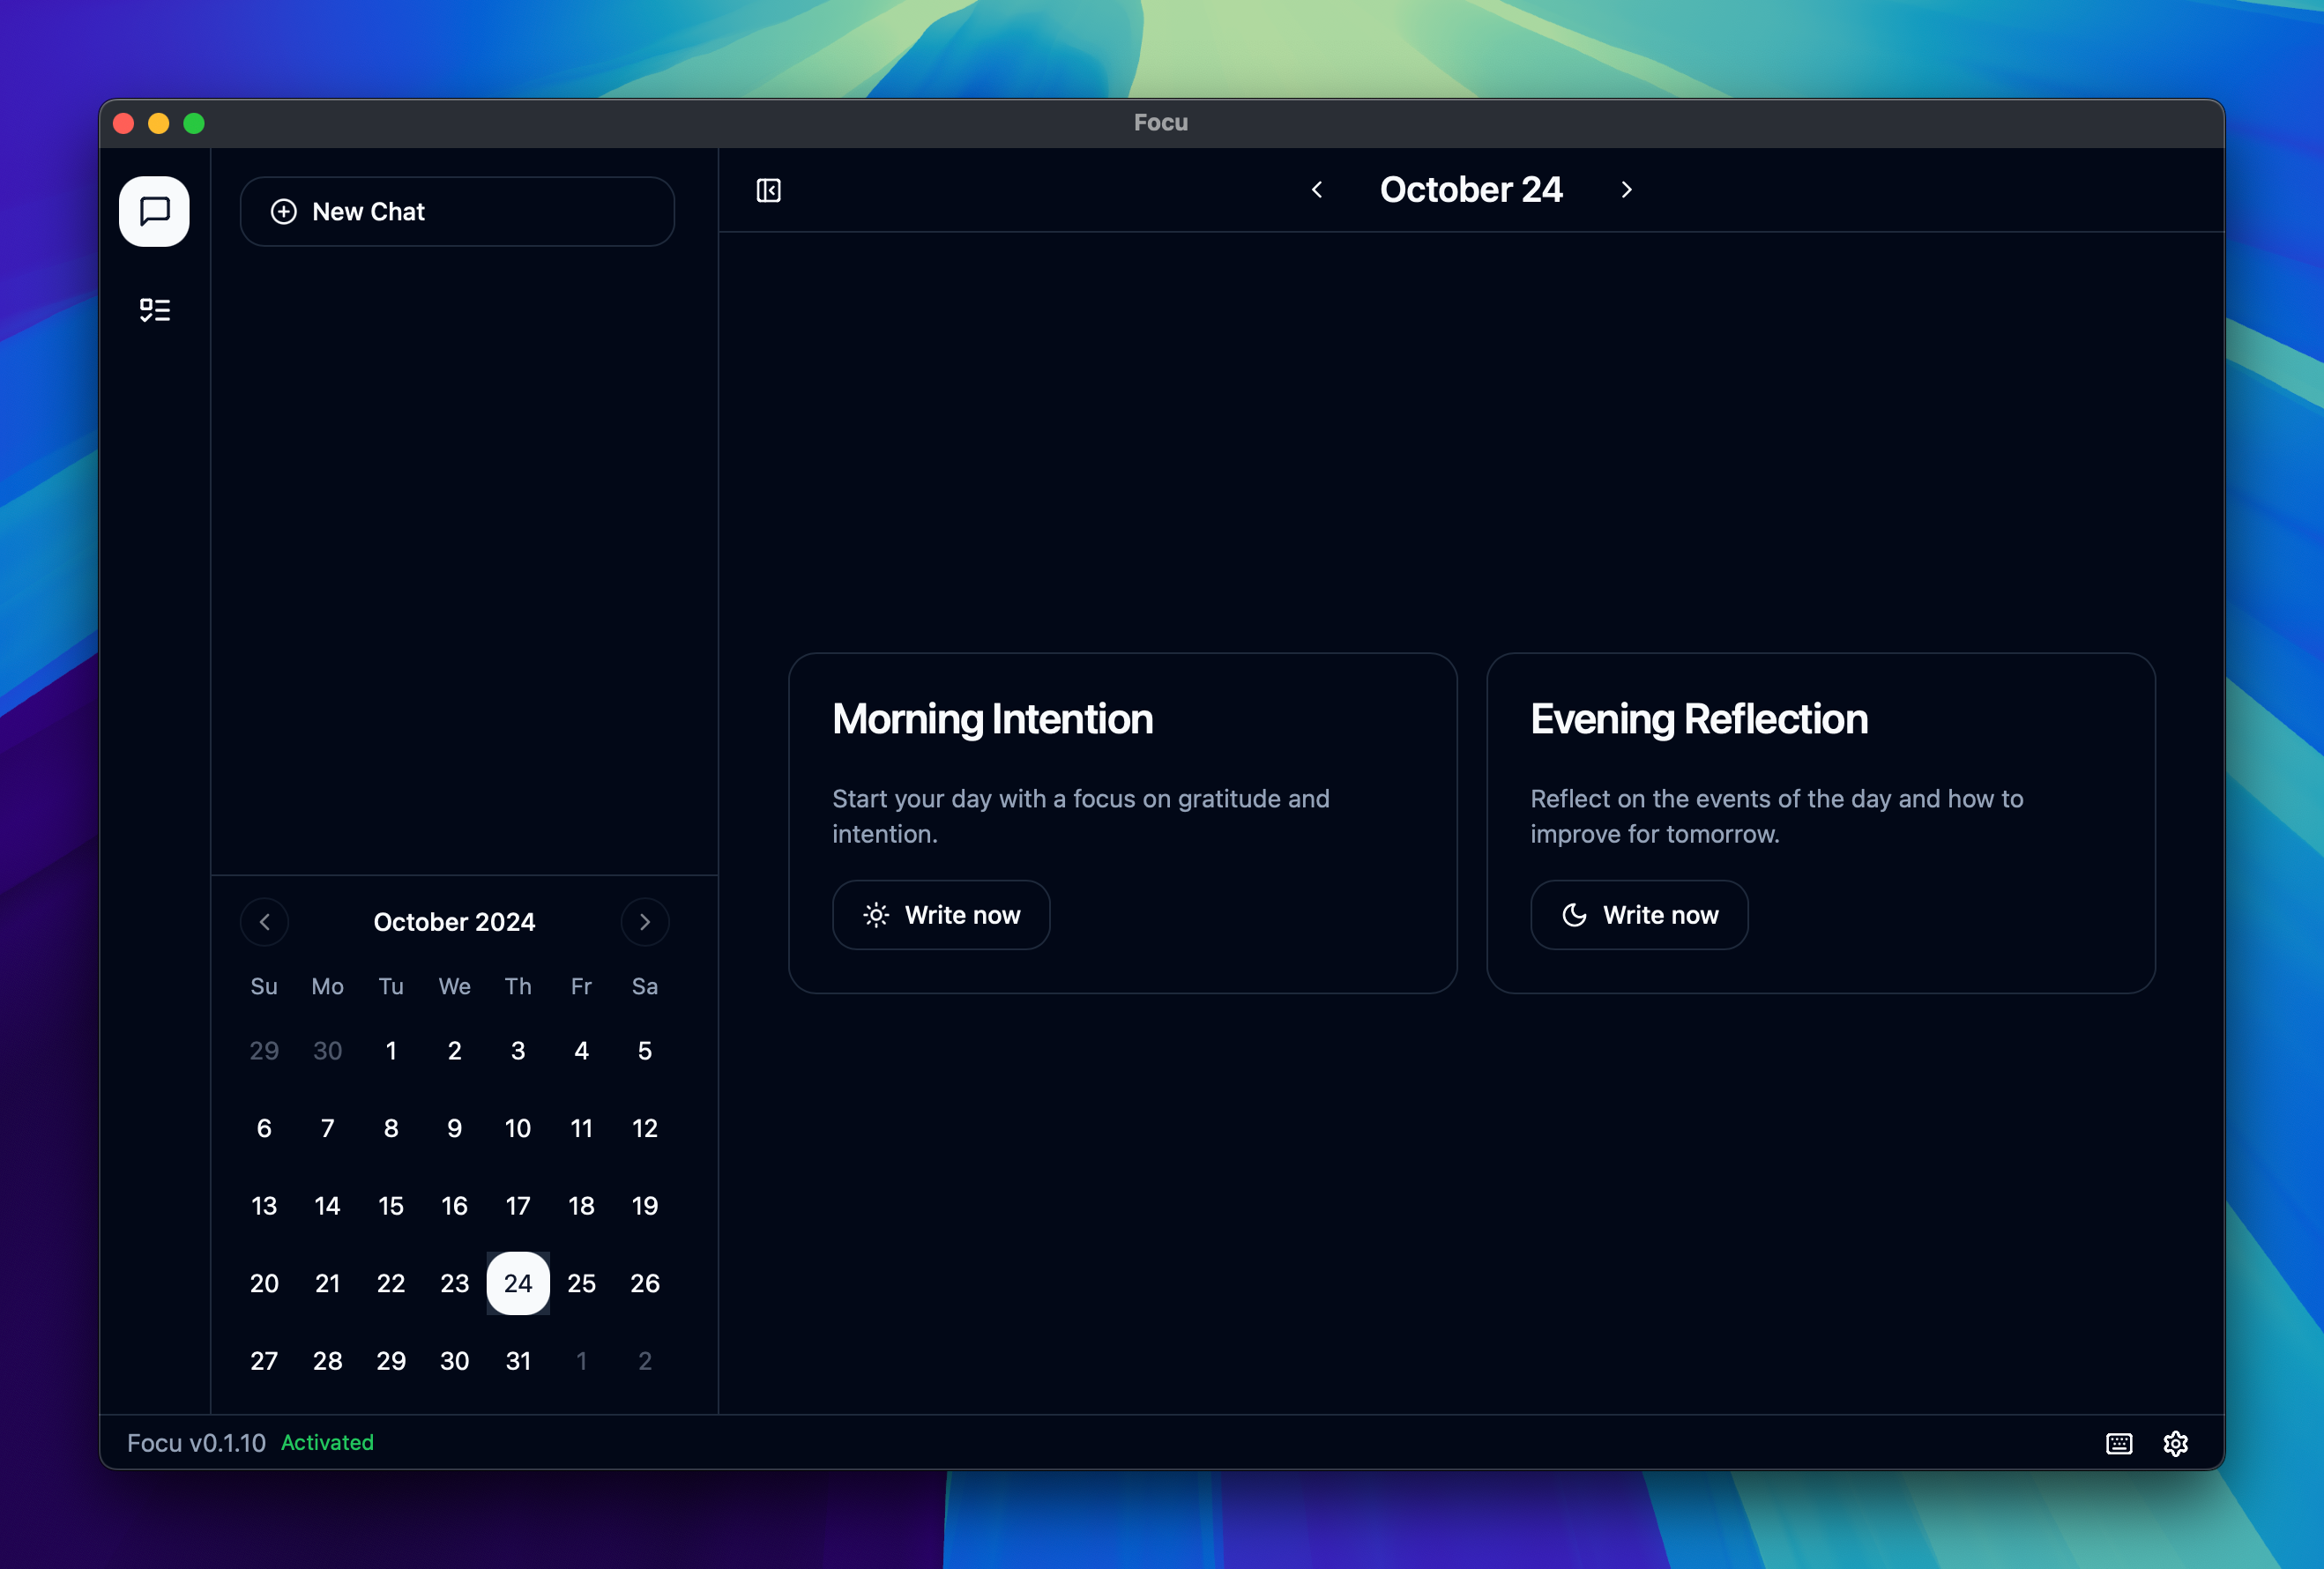 Focu
New Chat
October 24
Morning Intention
Start your day with a focus on gratitude and
intention.
Write now
Evening Reflection
Reflect on the events of the day and how to
improve for tomorrow.
Write now
October 2024
Su Mo Tu We Th Fr Sa
29 30 1 2 3 4 5
6 7 8 9 10 11 12
13 14 15 16 17 18 19
20 21 22 23 24 25 26
27 28 29 30 31 1 2
Focu v0.1.10 Activated